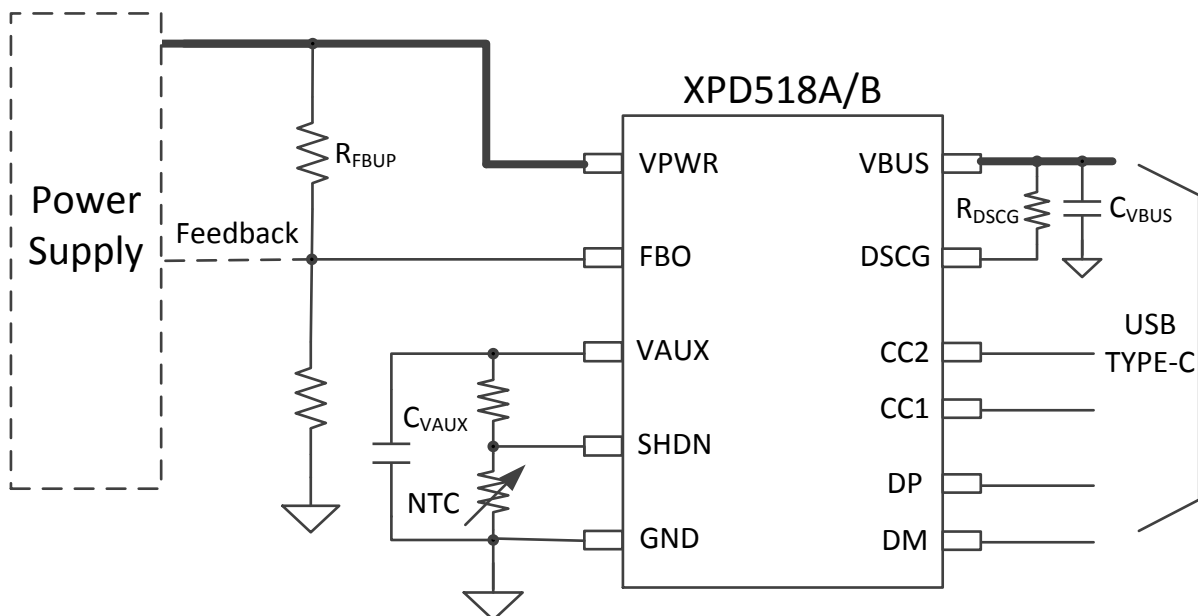 XPD518A/B
Power
Supply
Feedback
RFBUP
VPWR
FBO
VAUX
SHDN
GND
CVAUX
NTC
VBUS
DSCG
CC2
CC1
DP
DM
RDSCG
CVBUS
USB
TYPE-C